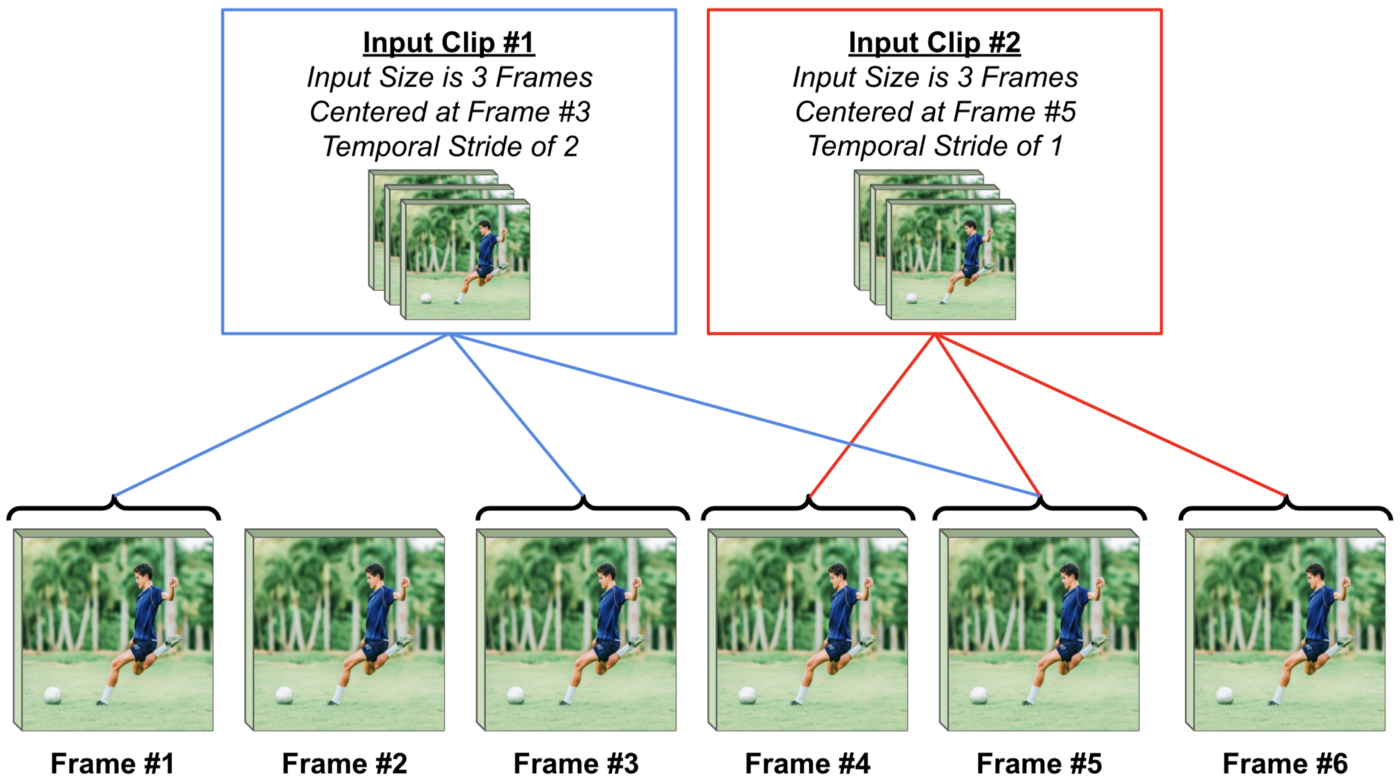 Input Clip #1
Input Size is 3 Frames
Centered at Frame #3
Temporal Stride of 2
Input Clip #2
Input Size is 3 Frames
Centered at Frame #5
Temporal Stride of 1
Frame #1
Frame #2
Frame #3
Frame #4
Frame #5
Frame #6